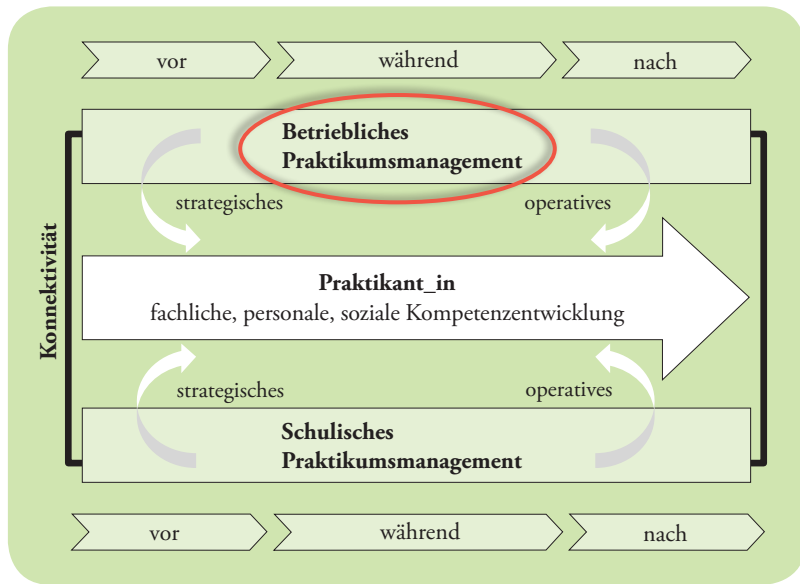 vor während nach
Betriebliches
Praktikumsmanagement
strategisches operatives
Konnektivität
Praktikant_in
fachliche, personale, soziale Kompetenzentwicklung
strategisches operatives
Schulisches
Praktikumsmanagement
vor während nach